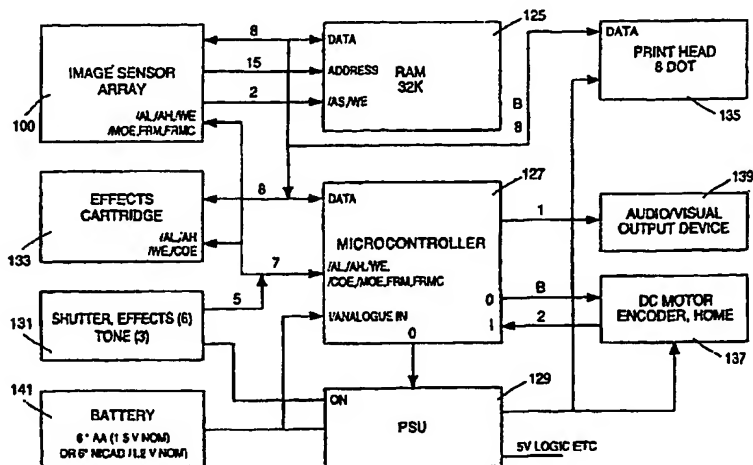 8
15
2
IMAGE SENSOR
ARRAY
/AL/AH/WE
/MOE,FRM,FRMC
100
DATA
ADDRESS
/AS/WE
RAM
32K
125
B
8
DATA
PRINT HEAD
8 DOT
135
EFFECTS
CARTRIDGE
/AL/AH
/WE/COE
133
8
7
DATA
MICROCONTROLLER
/AL/AH/WE,
/COE,/MOE,FRM,FRMC
I/ANALOGUE IN
0
I
0
127
1
AUDIO/VISUAL
OUTPUT DEVICE
139
B
2
DC MOTOR
ENCODER, HOME
137
SHUTTER, EFFECTS (6)
TONE (3)
131
5
BATTERY
6* AA (1.5 V NOM)
OR 6* NICAD /1.2 V NOM)
141
ON
PSU
129
5V LOGIC ETC